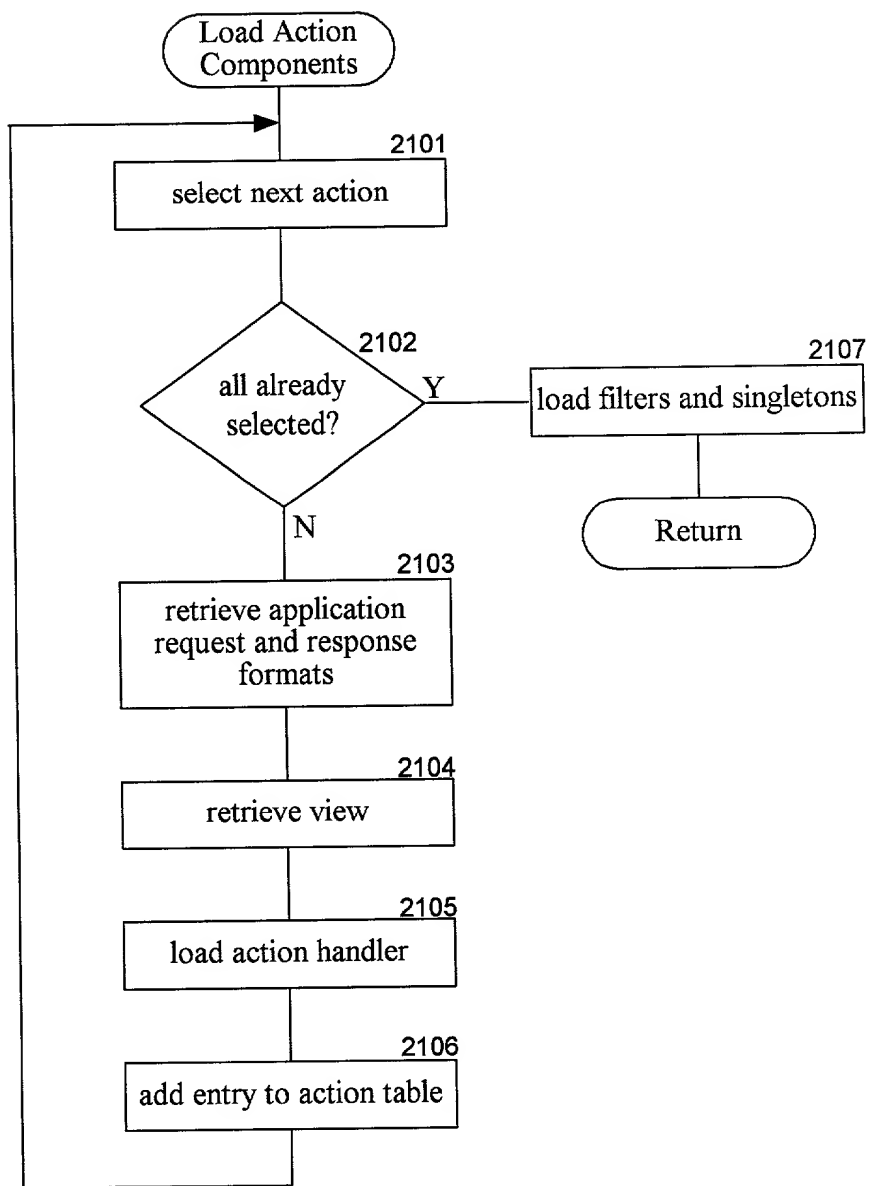 Load Action
Components
2101
select next action
2102
all already
selected?
Y
2107
load filters and singletons
Return
N
2103
retrieve application
request and response
formats
2104
retrieve view
2105
load action handler
2106
add entry to action table